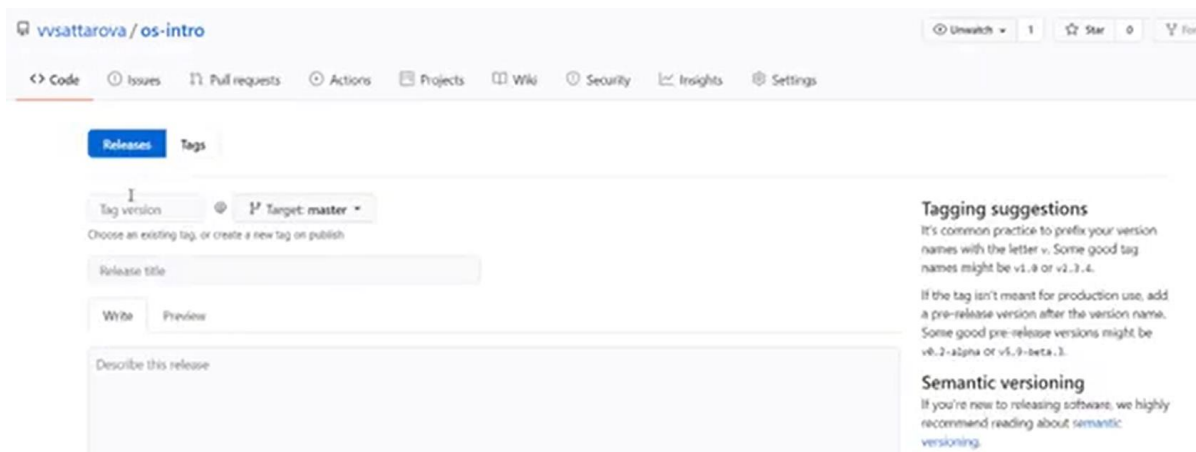 vvsattarova / os-intro
Unwatch 1 Star 0
Code Issues Pull requests Actions Projects Wiki Security Insights Settings
Releases Tags
Tag version @ Target: master
Choose an existing tag, or create a new tag on publish
Release title
Write Preview
Describe this release
Tagging suggestions
It's common practice to prefix your version
names with the letter v. Some good tag
names might be v1.0 or v2.3.4.
If the tag isn't meant for production use, add
a pre-release version after the version name.
Some good pre-release versions might be
v0.2-alpha or v5.9-beta.3.
Semantic versioning
If you're new to releasing software, we highly
recommend reading about semantic
versioning.